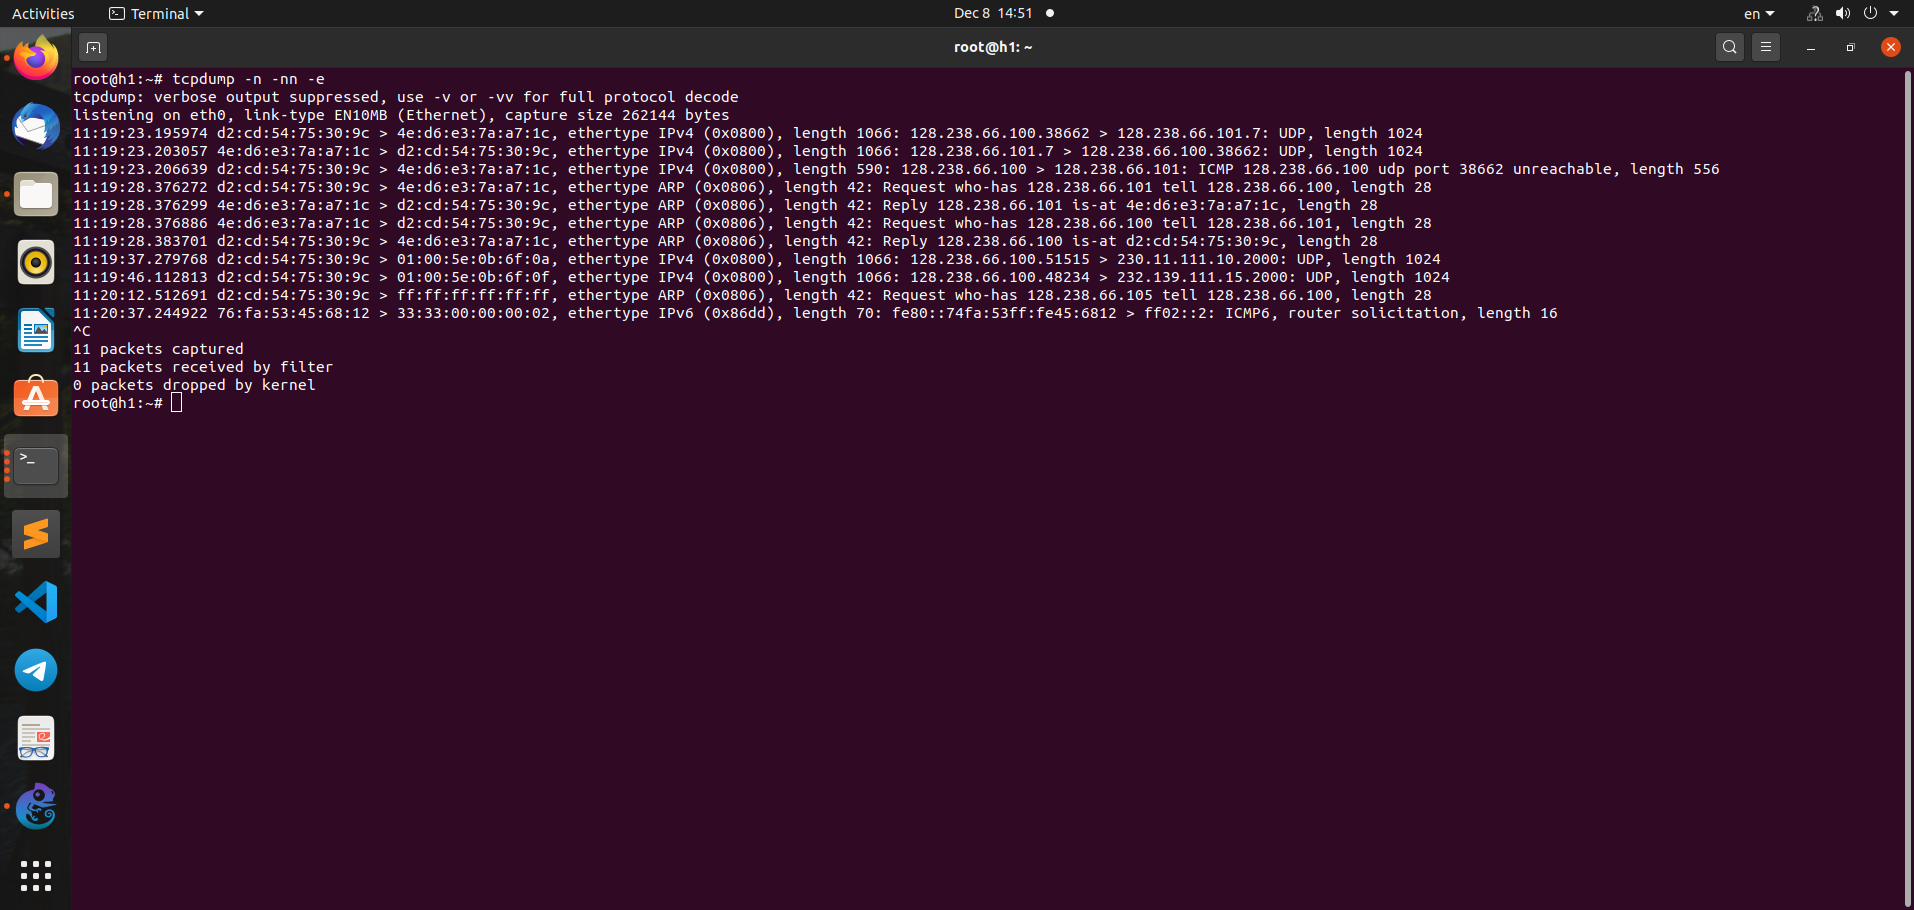 Activities
Terminal
Dec 8 14:51
en
root@h1: ~
root@h1:~# tcpdump -n -nn -e
tcpdump: verbose output suppressed, use -v or -vv for full protocol decode
listening on eth0, link-type EN10MB (Ethernet), capture size 262144 bytes
11:19:23.195974 d2:cd:54:75:30:9c > 4e:d6:e3:7a:a7:1c, ethertype IPv4 (0x0800), length 1066: 128.238.66.100.38662 > 128.238.66.101.7: UDP, length 1024
11:19:23.203057 4e:d6:e3:7a:a7:1c > d2:cd:54:75:30:9c, ethertype IPv4 (0x0800), length 1066: 128.238.66.101.7 > 128.238.66.100.38662: UDP, length 1024
11:19:23.206639 d2:cd:54:75:30:9c > 4e:d6:e3:7a:a7:1c, ethertype IPv4 (0x0800), length 590: 128.238.66.100 > 128.238.66.101: ICMP 128.238.66.100 udp port 38662 unreachable, length 556
11:19:28.376272 d2:cd:54:75:30:9c > 4e:d6:e3:7a:a7:1c, ethertype ARP (0x0806), length 42: Request who-has 128.238.66.101 tell 128.238.66.100, length 28
11:19:28.376299 4e:d6:e3:7a:a7:1c > d2:cd:54:75:30:9c, ethertype ARP (0x0806), length 42: Reply 128.238.66.101 is-at 4e:d6:e3:7a:a7:1c, length 28
11:19:28.376886 4e:d6:e3:7a:a7:1c > d2:cd:54:75:30:9c, ethertype ARP (0x0806), length 42: Request who-has 128.238.66.100 tell 128.238.66.101, length 28
11:19:28.383701 d2:cd:54:75:30:9c > 4e:d6:e3:7a:a7:1c, ethertype ARP (0x0806), length 42: Reply 128.238.66.100 is-at d2:cd:54:75:30:9c, length 28
11:19:37.279768 d2:cd:54:75:30:9c > 01:00:5e:0b:6f:0a, ethertype IPv4 (0x0800), length 1066: 128.238.66.100.51515 > 230.11.111.10.2000: UDP, length 1024
11:19:46.112813 d2:cd:54:75:30:9c > 01:00:5e:0b:6f:0f, ethertype IPv4 (0x0800), length 1066: 128.238.66.100.48234 > 232.139.111.15.2000: UDP, length 1024
11:20:12.512691 d2:cd:54:75:30:9c > ff:ff:ff:ff:ff:ff, ethertype ARP (0x0806), length 42: Request who-has 128.238.66.105 tell 128.238.66.100, length 28
11:20:37.244922 76:fa:53:45:68:12 > 33:33:00:00:00:02, ethertype IPv6 (0x86dd), length 70: fe80::74fa:53ff:fe45:6812 > ff02::2: ICMP6, router solicitation, length 16
^C
11 packets captured
11 packets received by filter
0 packets dropped by kernel
root@h1:~#